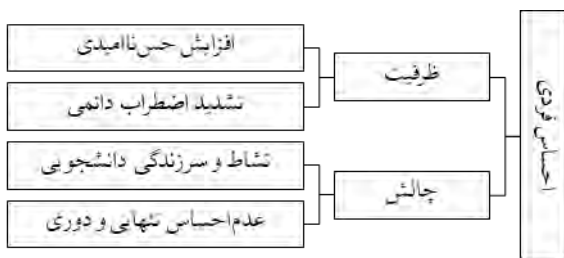 احساس فردی
ظرفیت
افزایش حس‌ناامیدی
تشدید اضطراب دائمی
چالش
نشاط و سرزندگی دانشجویی
عدم‌احساس تنهایی و دوری